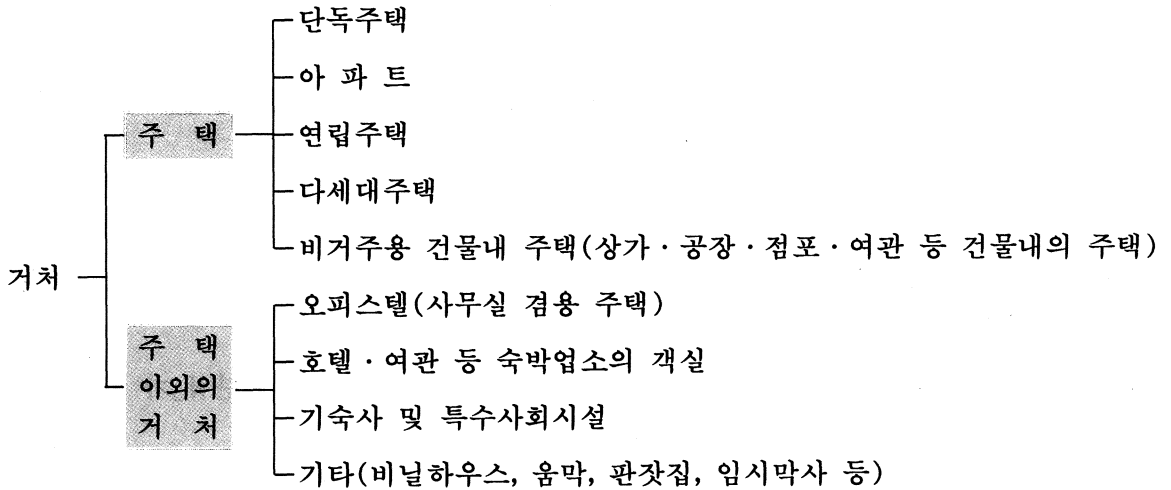 단독주택
아 파 트
주 택
연립주택
다세대주택
비거주용 건물내 주택(상가·공장·점포·여관 등 건물내의 주택)
거처
오피스텔(사무실 겸용 주택)
주 택
이외의
거 처
호텔·여관 등 숙박업소의 객실
기숙사 및 특수사회시설
기타(비닐하우스, 움막, 판잣집, 임시막사 등)